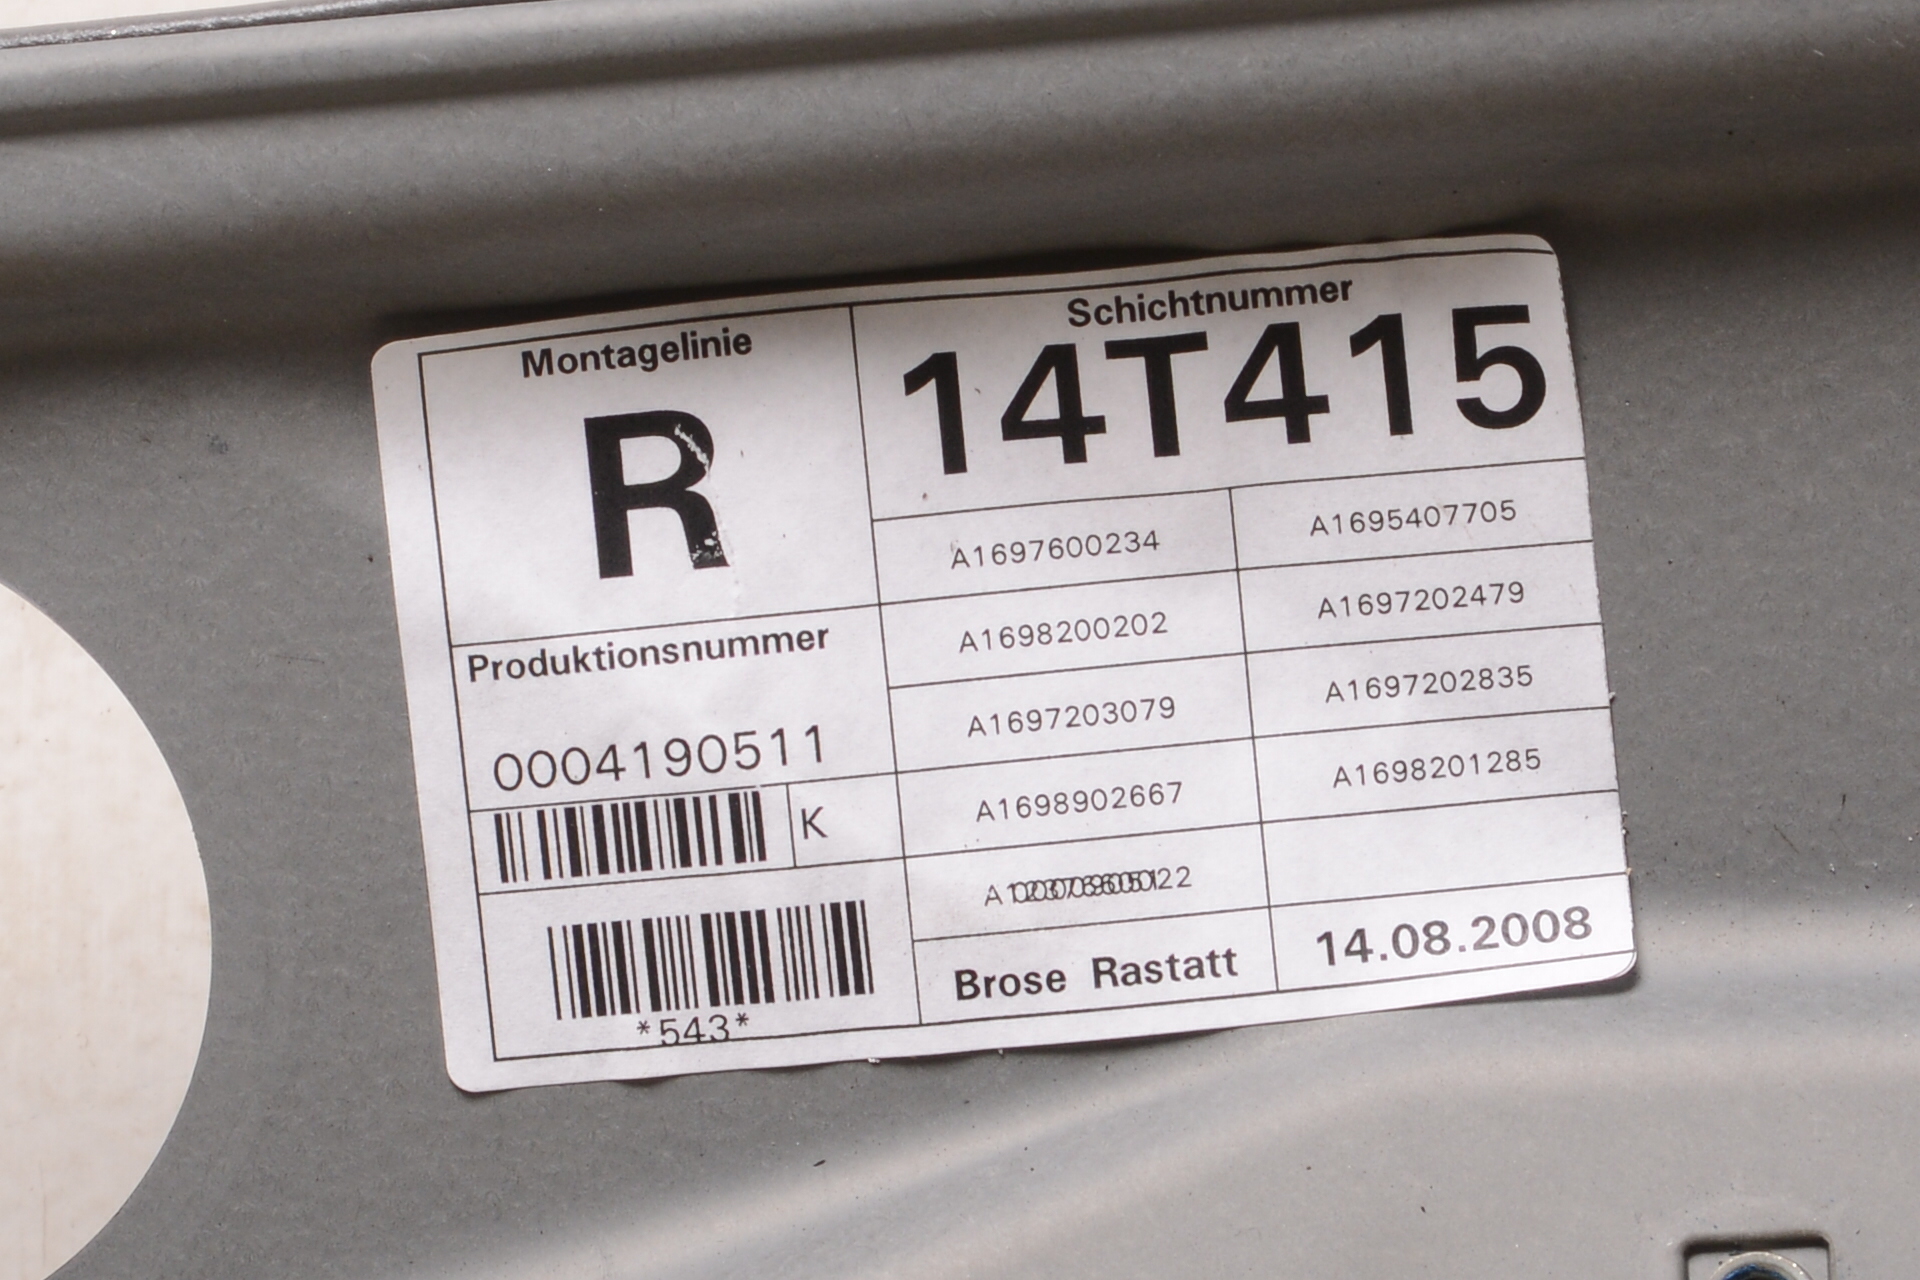 Montagelinie
R
Schichtnummer
14T415
A1697600234
A1695407705
A1698200202
A1697202479
A1697203079
A1697202835
A1698902667
A1698201285
Produktionsnummer
0004190511
K
*543*
Brose Rastatt
14.08.2008